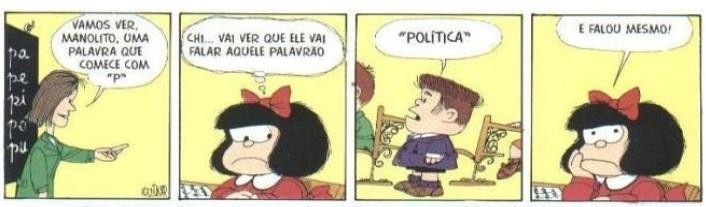 VAMOS VER,
MANOLITO, UMA
PALAVRA QUE
COMECE COM
"P"
pa
pe
pi
po
pu
QUINO
CHI... VAI VER QUE ELE VAI
FALAR AQUELE PALAVRÃO
"POLÍTICA"
E FALOU MESMO!